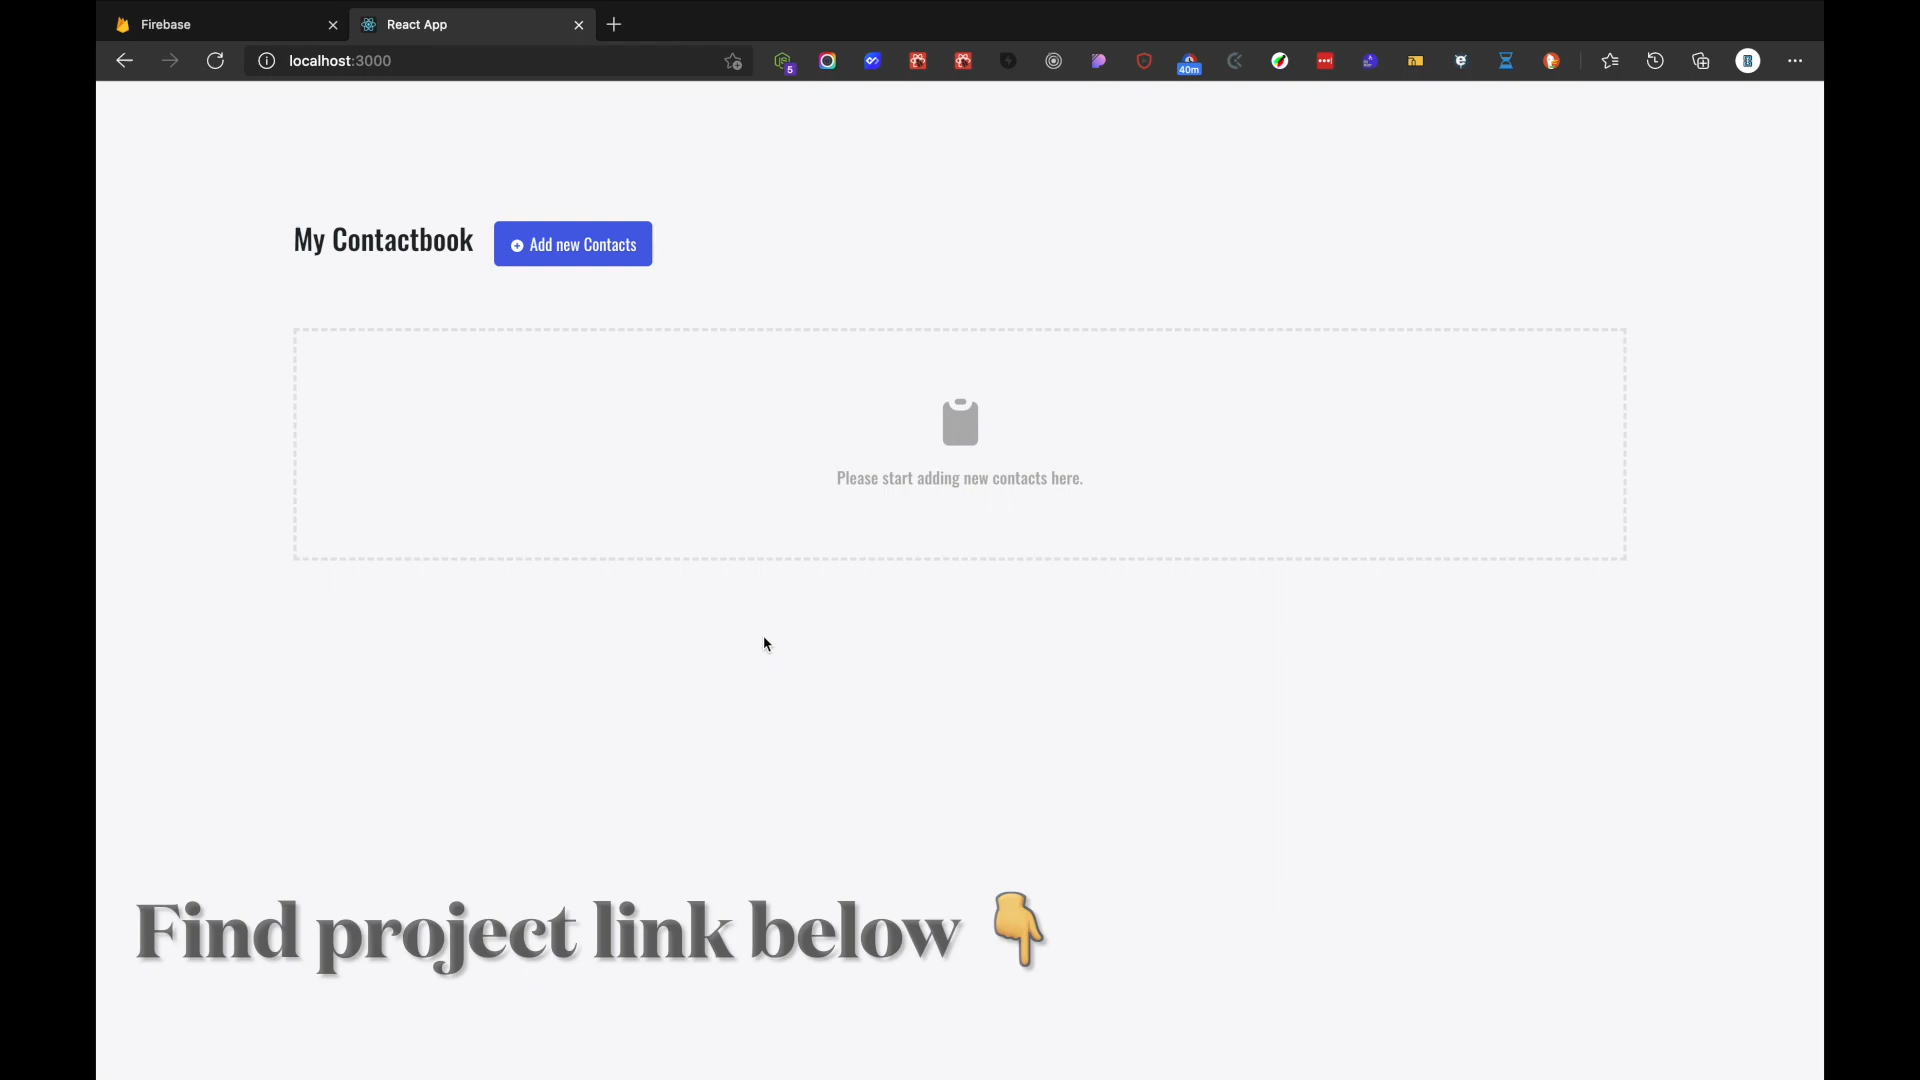 Firebase
React App
localhost:3000
5
40m
My Contactbook
Add new Contacts
Please start adding new contacts here.
Find project link below 👇